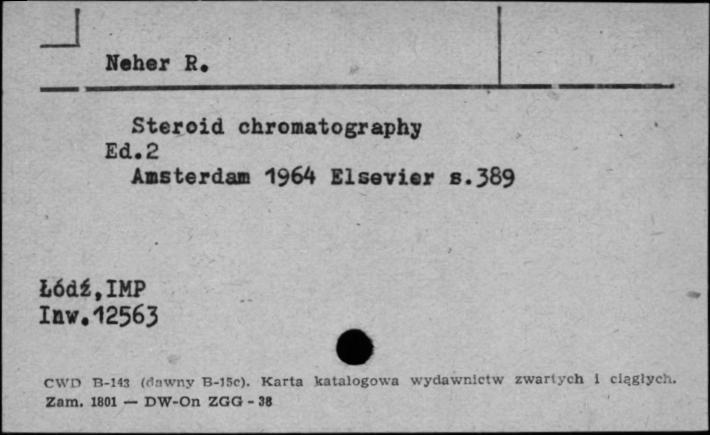 Neher R.
Steroid chromatography
Ed.2
Amsterdam 1964 Elsevier s.389
Łódź,IMP
Inw.12563
CWD B-143 (dawny B-15c). Karta katalogowa wydawnictw zwartych i ciągłych.
Zam. 1801 — DW-On ZGG - 38